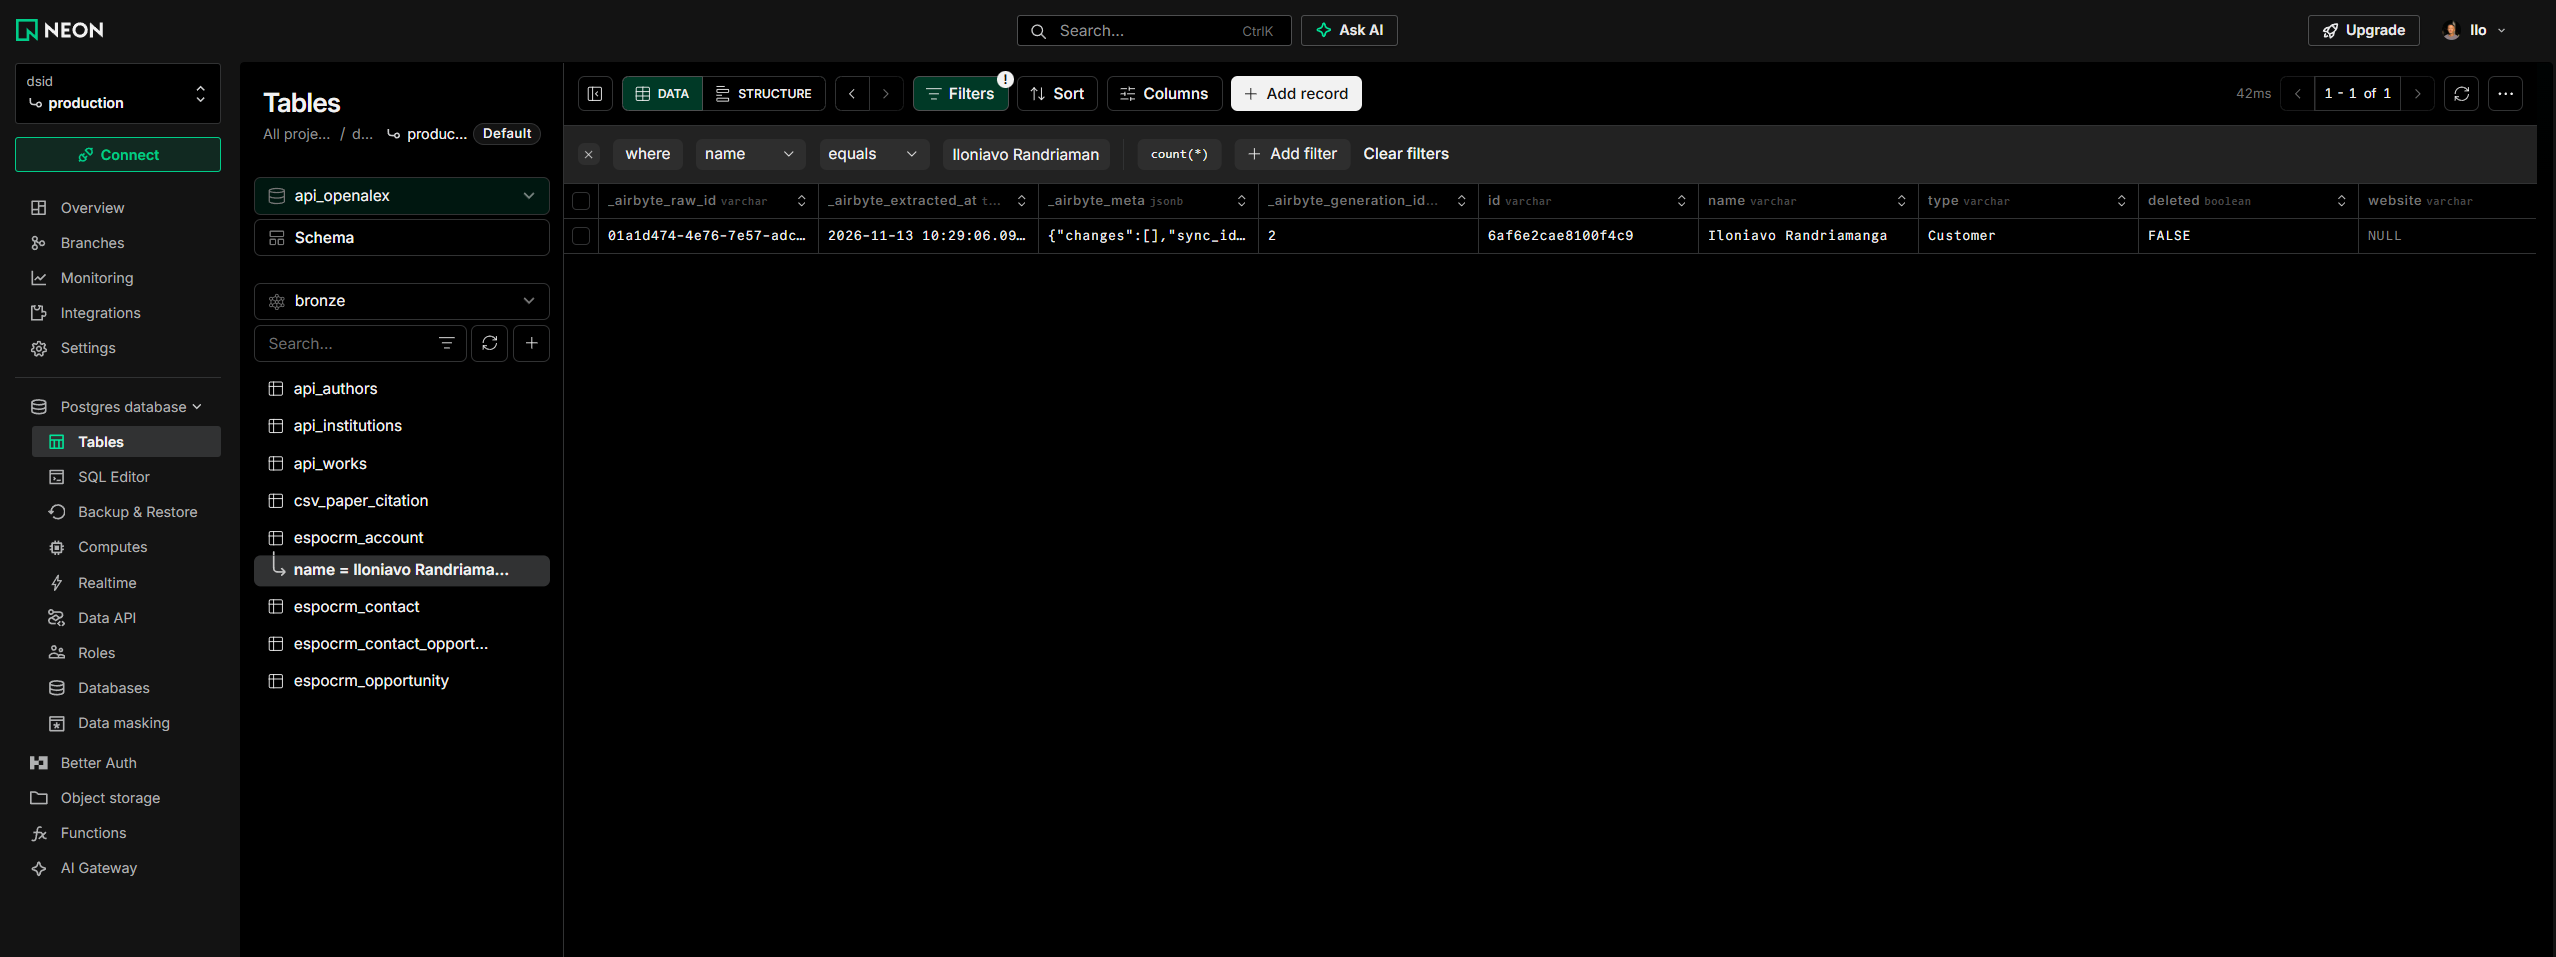 NEON
Search...
CtrlK
Ask AI
Upgrade
Ilo
dsid
production
Connect
Overview
Branches
Monitoring
Integrations
Settings
Postgres database
Tables
SQL Editor
Backup & Restore
Computes
Realtime
Data API
Roles
Databases
Data masking
Better Auth
Object storage
Functions
AI Gateway
Tables
All proje... / d... produc... Default
api_openalex
Schema
bronze
Search...
api_authors
api_institutions
api_works
csv_paper_citation
espocrm_account
name = Iloniavo Randriama...
espocrm_contact
espocrm_contact_opport...
espocrm_opportunity
DATA STRUCTURE Filters ! Sort Columns Add record 42ms 1 - 1 of 1
where name equals Iloniavo Randriaman count(*) Add filter Clear filters
_airbyte_raw_id varchar _airbyte_extracted_at t... _airbyte_meta jsonb _airbyte_generation_id... id varchar name varchar type varchar deleted boolean website varchar
01a1d474-4e76-7e57-adc... 2026-11-13 10:29:06.09... {"changes":[],"sync_id... 2 6af6e2cae8100f4c9 Iloniavo Randriamanga Customer FALSE NULL